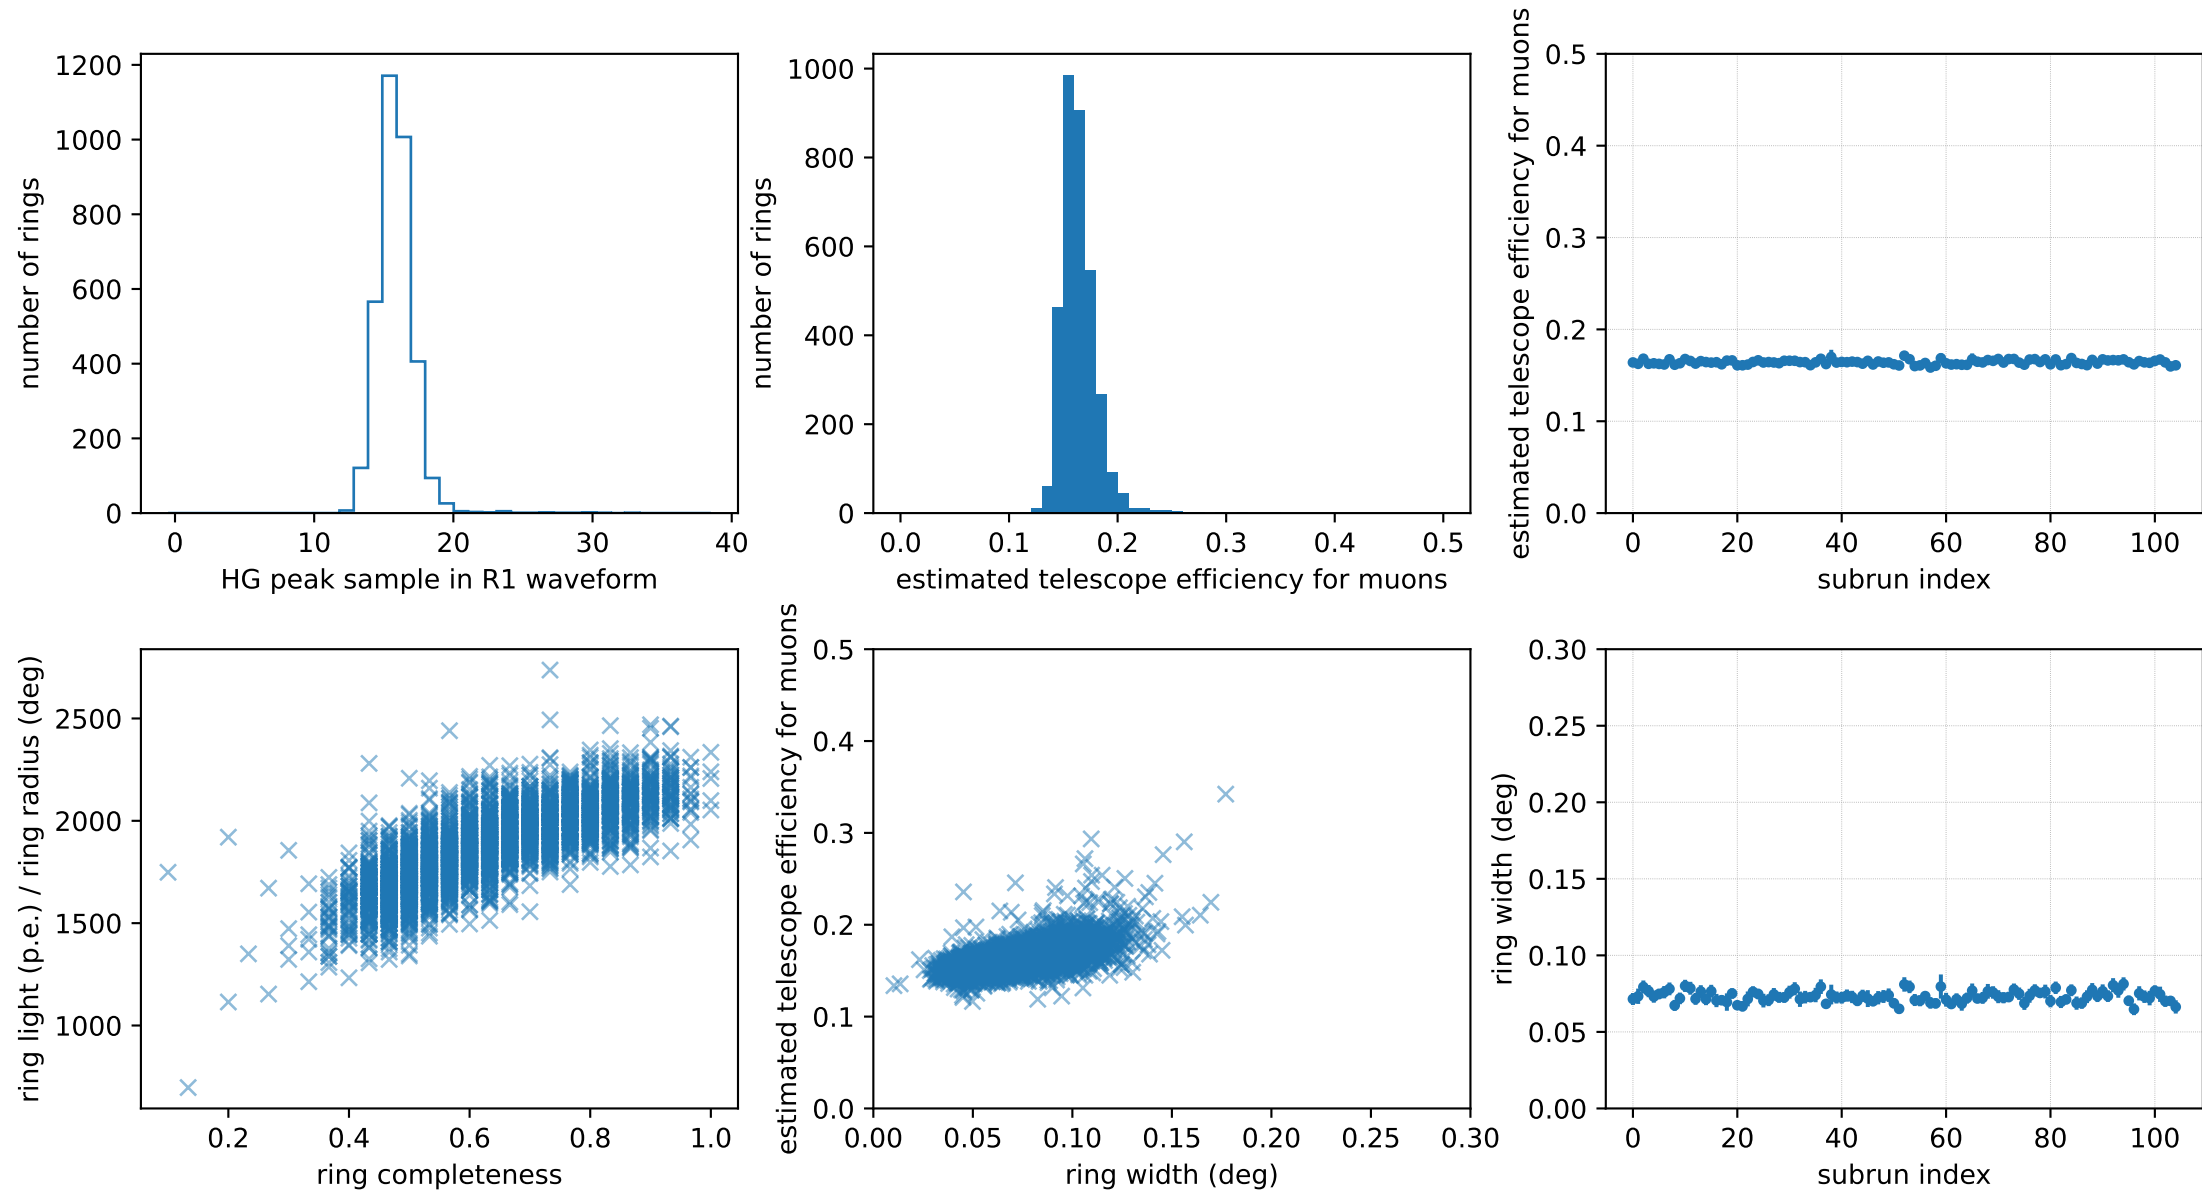 number of rings
1200
1000
800
600
400
200
0
0 10 20 30 40
HG peak sample in R1 waveform
number of rings
1000
800
600
400
200
0
0.0 0.1 0.2 0.3 0.4 0.5
estimated telescope efficiency for muons
estimated telescope efficiency for muons
0.5
0.4
0.3
0.2
0.1
0.0
0 20 40 60 80 100
subrun index
ring light (p.e.) / ring radius (deg)
2500
2000
1500
1000
0.2 0.4 0.6 0.8 1.0
ring completeness
estimated telescope efficiency for muons
0.5
0.4
0.3
0.2
0.1
0.0
0.00 0.05 0.10 0.15 0.20 0.25 0.30
ring width (deg)
ring width (deg)
0.30
0.25
0.20
0.15
0.10
0.05
0.00
0 20 40 60 80 100
subrun index